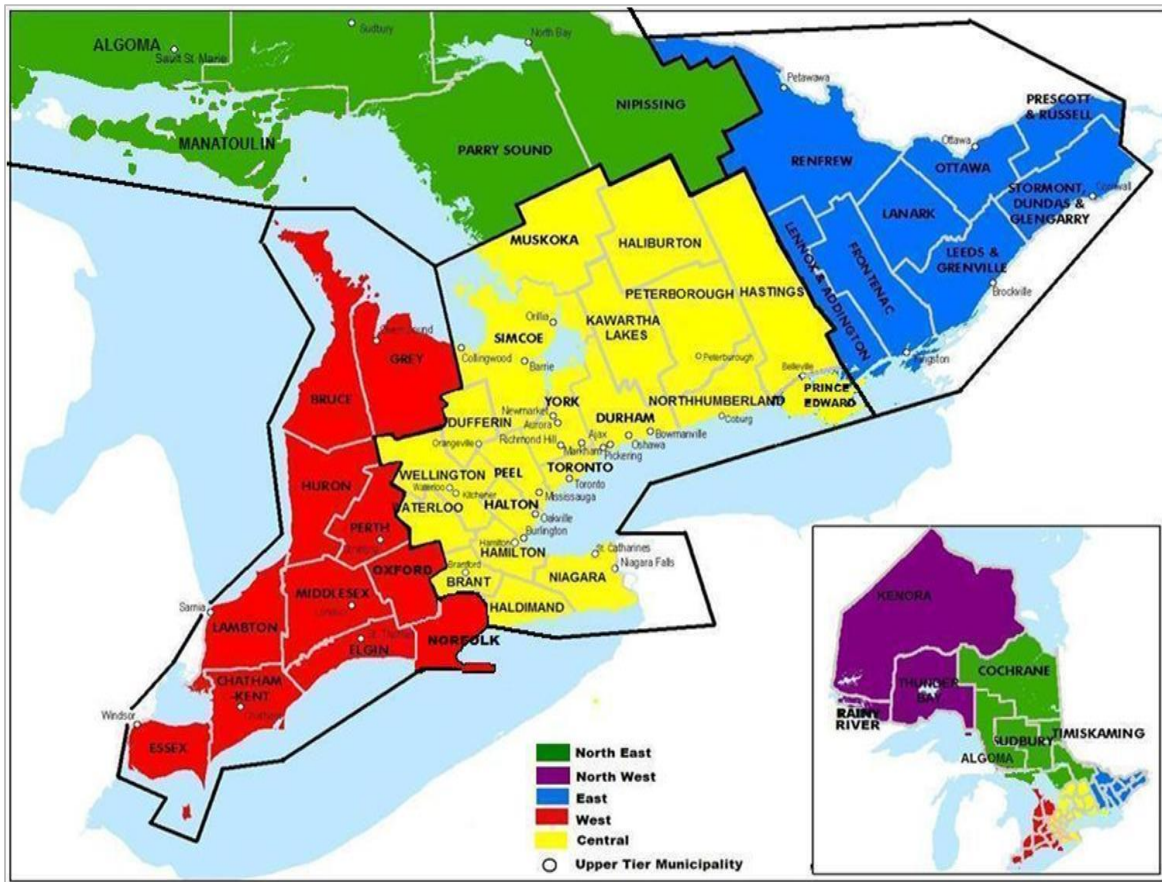 Sudbury
ALGOMA
North Bay
Sault St. Marie
Petawawa
NIPISSING
PRESCOTT
& RUSSELL
MANATOULIN
PARRY SOUND
Ottawa
RENFREW
OTTAWA
STORMONT,
DUNDAS &
GLENGARRY
Cornwall
LANARK
MUSKOKA
HALIBURTON
LENNOX & ADDINGTON
FRONTENAC
LEEDS &
GRENVILLE
Brockville
PETERBOROUGH
HASTINGS
Orillia
KAWARTHA
LAKES
SIMCOE
Owen Sound
GREY
Collingwood
Barrie
Peterburough
Kingston
Belleville
PRINCE
EDWARD
BRUCE
YORK
NORTHHUMBERLAND
Newmarket
DURHAM
Coburg
DUFFERIN
Aurora
Orangeville
Richmond Hill
Ajax
Bowmanville
Oshawa
Markham
Pickering
WELLINGTON
PEEL
TORONTO
Toronto
HURON
Waterloo
Kitchener
Mississauga
WATERLOO
HALTON
Oakville
PERTH
Burlington
Hamilton
HAMILTON
St. Catharines
OXFORD
Branford
BRANT
NIAGARA
Niagara Falls
MIDDLESEX
London
HALDIMAND
Sarnia
LAMBTON
St. Thomas
ELGIN
NORFOLK
CHATHAM
-KENT
Chatham
Windsor
ESSEX
KENORA
COCHRANE
THUNDER
BAY
RAINY
RIVER
TIMISKAMING
SUDBURY
ALGOMA
North East
North West
East
West
Central
Upper Tier Municipality